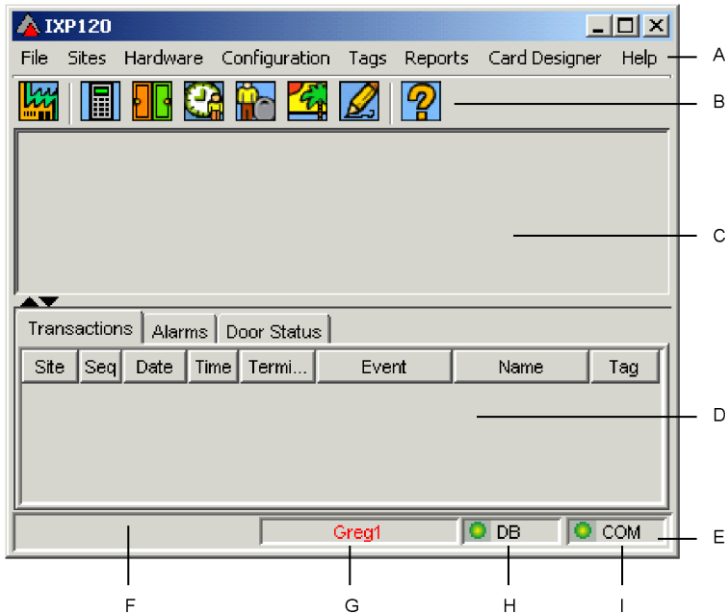 IXP120
File Sites Hardware Configuration Tags Reports Card Designer Help
A
B
C
Transactions Alarms Door Status
Site Seq Date Time Termi... Event Name Tag
D
Greg1 DB COM
E
F G H I